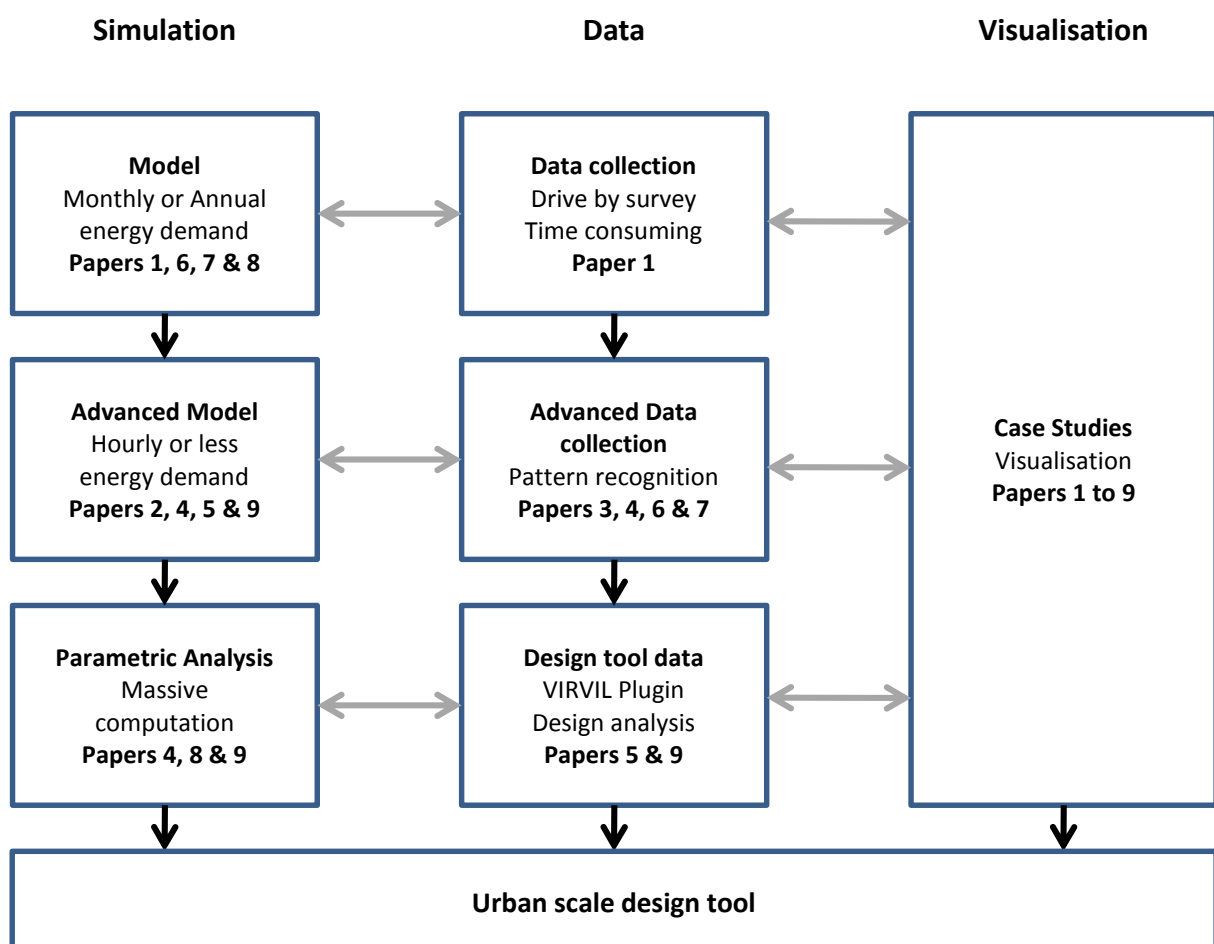 Simulation
Data
Visualisation
Model
Monthly or Annual
energy demand
Papers 1, 6, 7 & 8
Data collection
Drive by survey
Time consuming
Paper 1
Advanced Model
Hourly or less
energy demand
Papers 2, 4, 5 & 9
Advanced Data
collection
Pattern recognition
Papers 3, 4, 6 & 7
Case Studies
Visualisation
Papers 1 to 9
Parametric Analysis
Massive
computation
Papers 4, 8 & 9
Design tool data
VIRVIL Plugin
Design analysis
Papers 5 & 9
Urban scale design tool